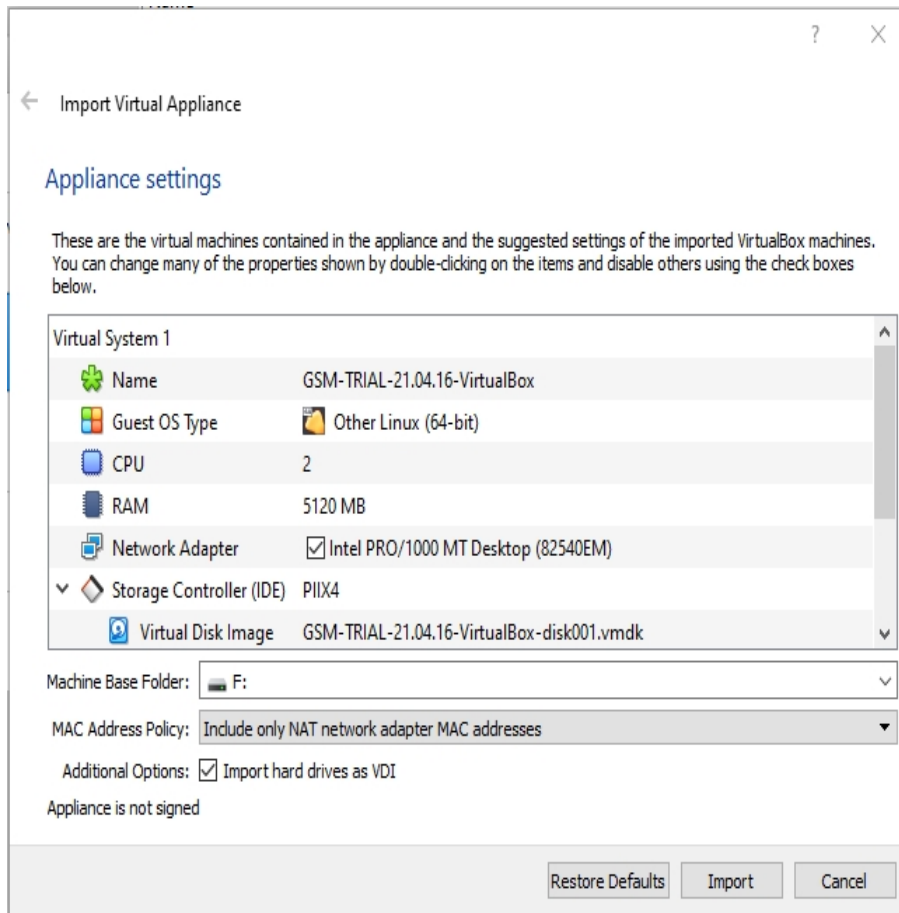 ?
Import Virtual Appliance
Appliance settings
These are the virtual machines contained in the appliance and the suggested settings of the imported VirtualBox machines.
You can change many of the properties shown by double-clicking on the items and disable others using the check boxes
below.
Virtual System 1
Name GSM-TRIAL-21.04.16-VirtualBox
Guest OS Type Other Linux (64-bit)
CPU 2
RAM 5120 MB
Network Adapter Intel PRO/1000 MT Desktop (82540EM)
Storage Controller (IDE) PIIX4
Virtual Disk Image GSM-TRIAL-21.04.16-VirtualBox-disk001.vmdk
Machine Base Folder: F:
MAC Address Policy: Include only NAT network adapter MAC addresses
Additional Options: Import hard drives as VDI
Appliance is not signed
Restore Defaults Import Cancel